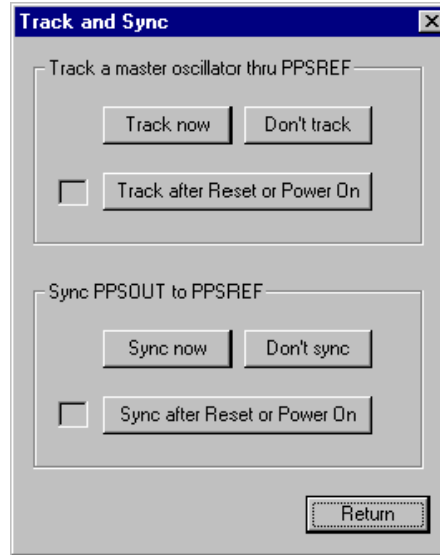 Track and Sync
Track a master oscillator thru PPSREF
Track now
Don't track
Track after Reset or Power On
Sync PPSOUT to PPSREF
Sync now
Don't sync
Sync after Reset or Power On
Return